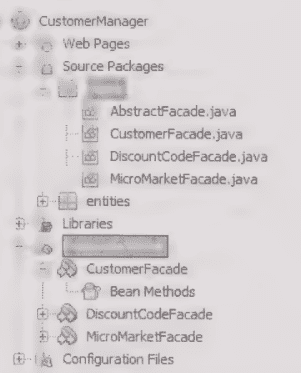 CustomerManager
Web Pages
Source Packages
AbstractFacade.java
CustomerFacade.java
DiscountCodeFacade.java
MicroMarketFacade.java
entities
Libraries
CustomerFacade
Bean Methods
DiscountCodeFacade
MicroMarketFacade
Configuration Files